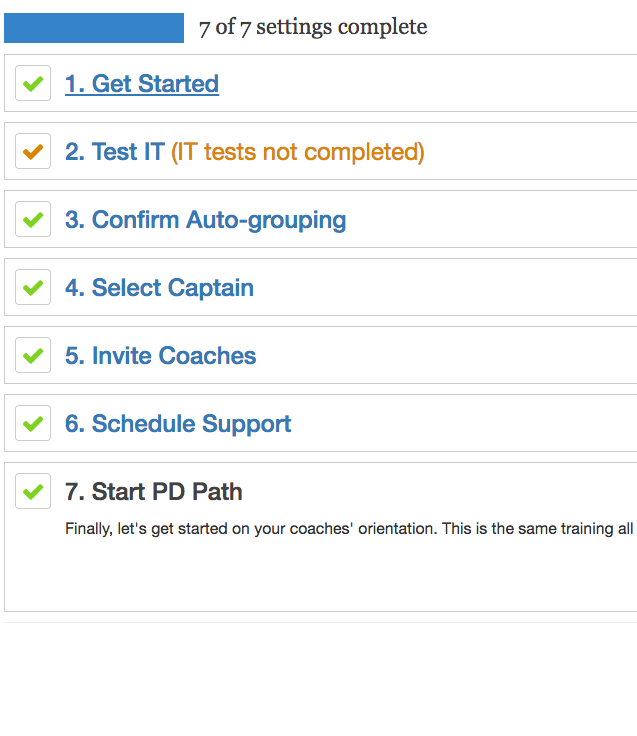 7 of 7 settings complete
1. Get Started
2. Test IT (IT tests not completed)
3. Confirm Auto-grouping
4. Select Captain
5. Invite Coaches
6. Schedule Support
7. Start PD Path
Finally, let's get started on your coaches' orientation. This is the same training all